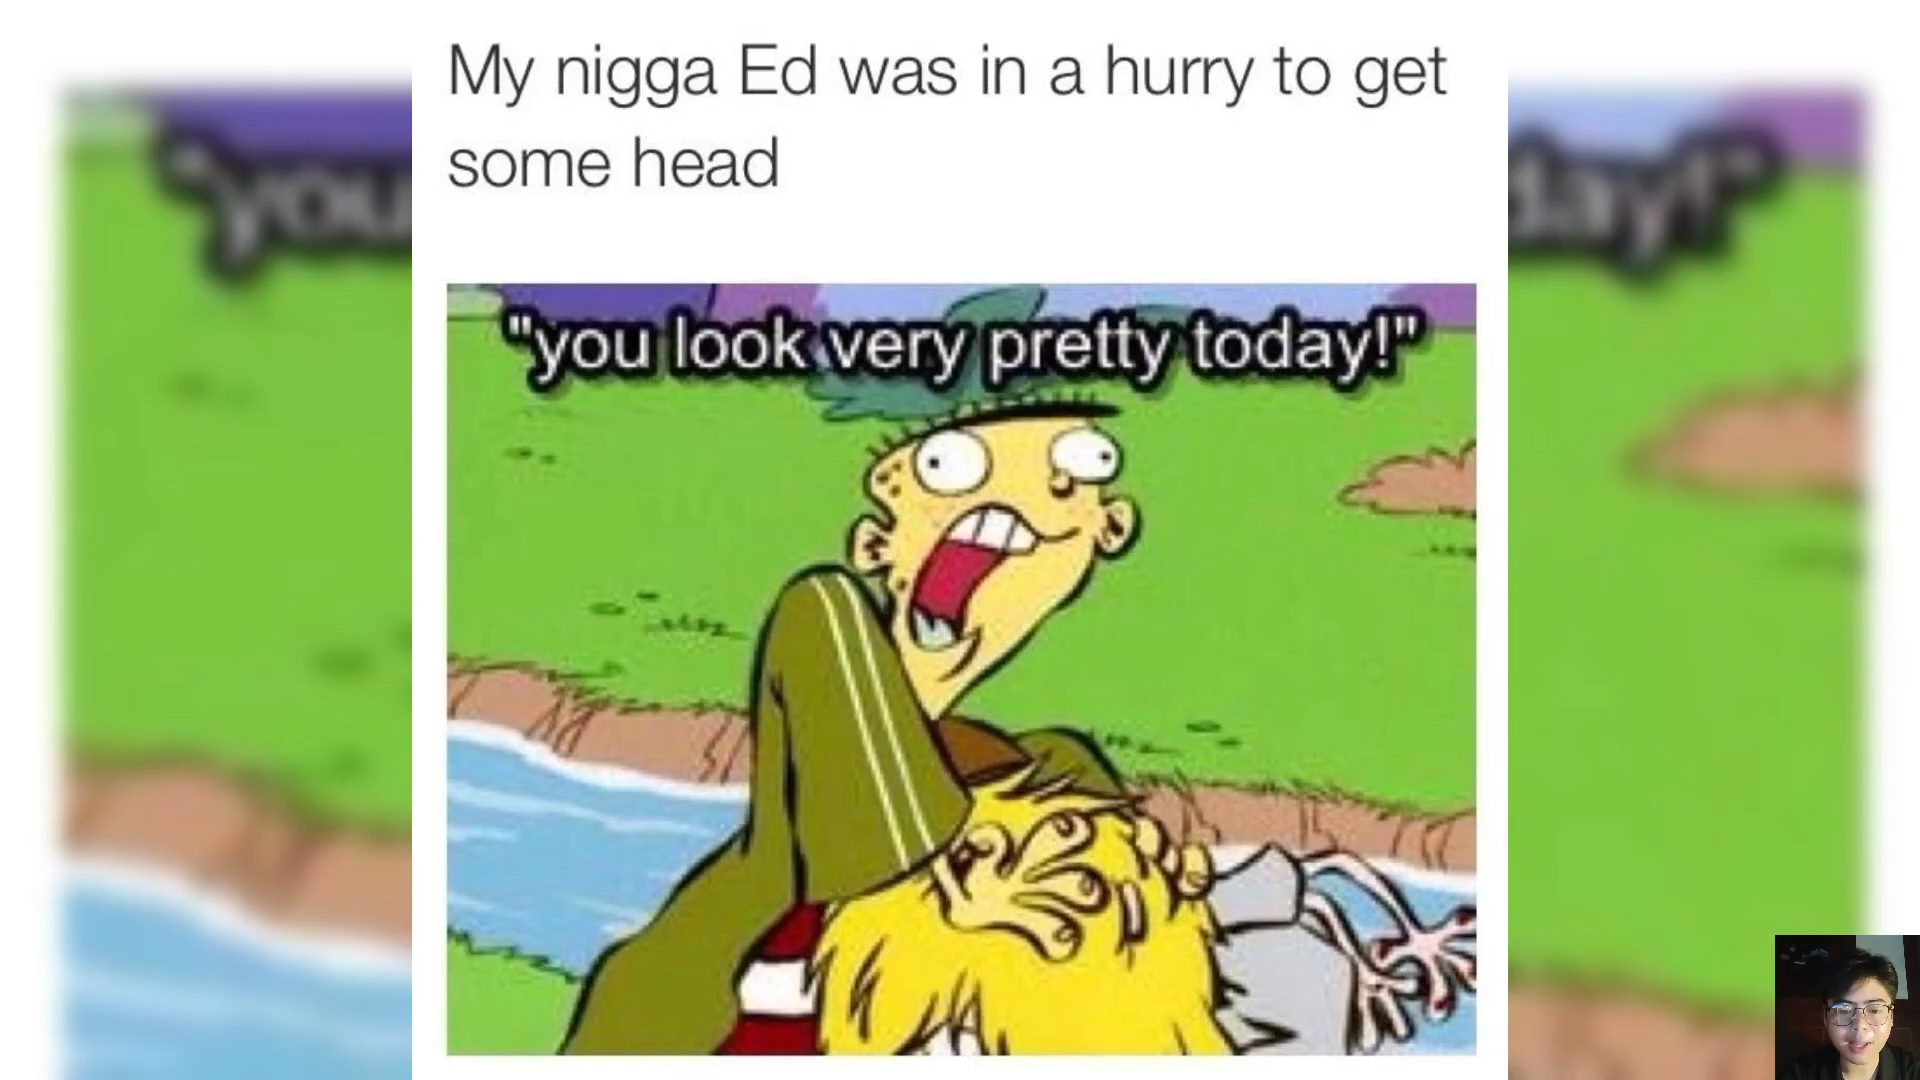 My nigga Ed was in a hurry to get
some head
"you look very pretty today!"